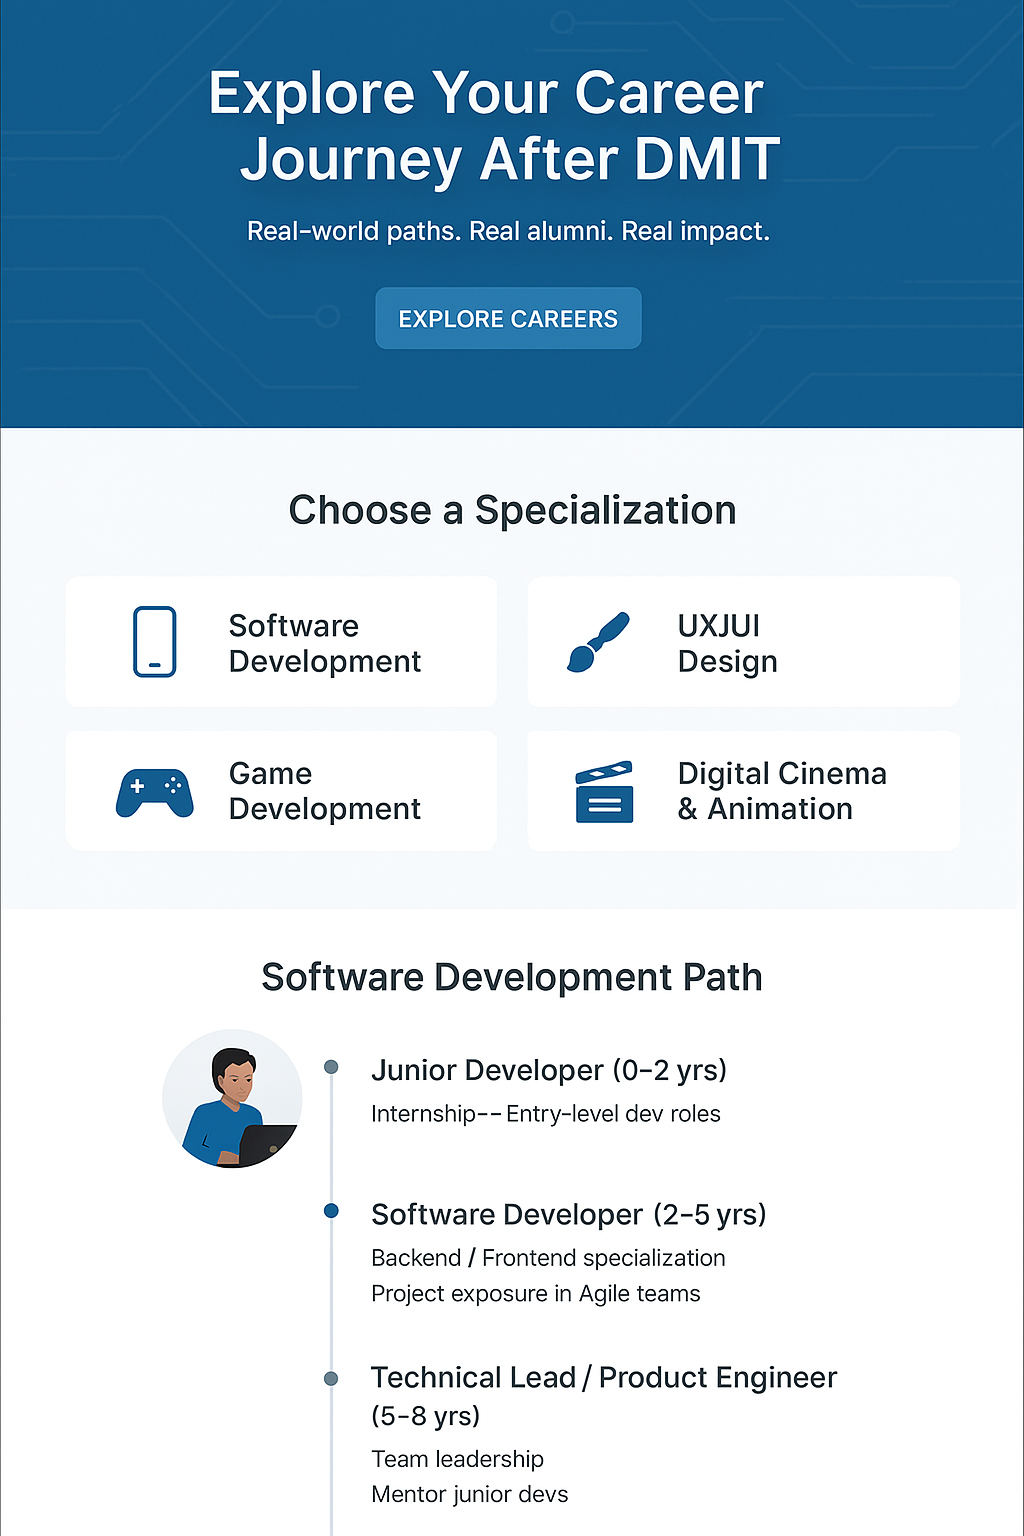 Explore Your Career
Journey After DMIT
Real-world paths. Real alumni. Real impact.
EXPLORE CAREERS
Choose a Specialization
Software
Development
UXJUI
Design
Game
Development
Digital Cinema
& Animation
Software Development Path
Junior Developer (0–2 yrs)
Internship-- Entry-level dev roles
Software Developer (2–5 yrs)
Backend / Frontend specialization
Project exposure in Agile teams
Technical Lead / Product Engineer
(5-8 yrs)
Team leadership
Mentor junior devs